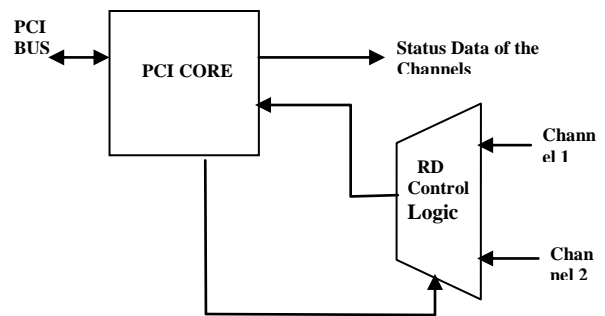 PCI
BUS
PCI CORE
Status Data of the
Channels
Chann
el 1
RD
Control
Logic
Chan
nel 2